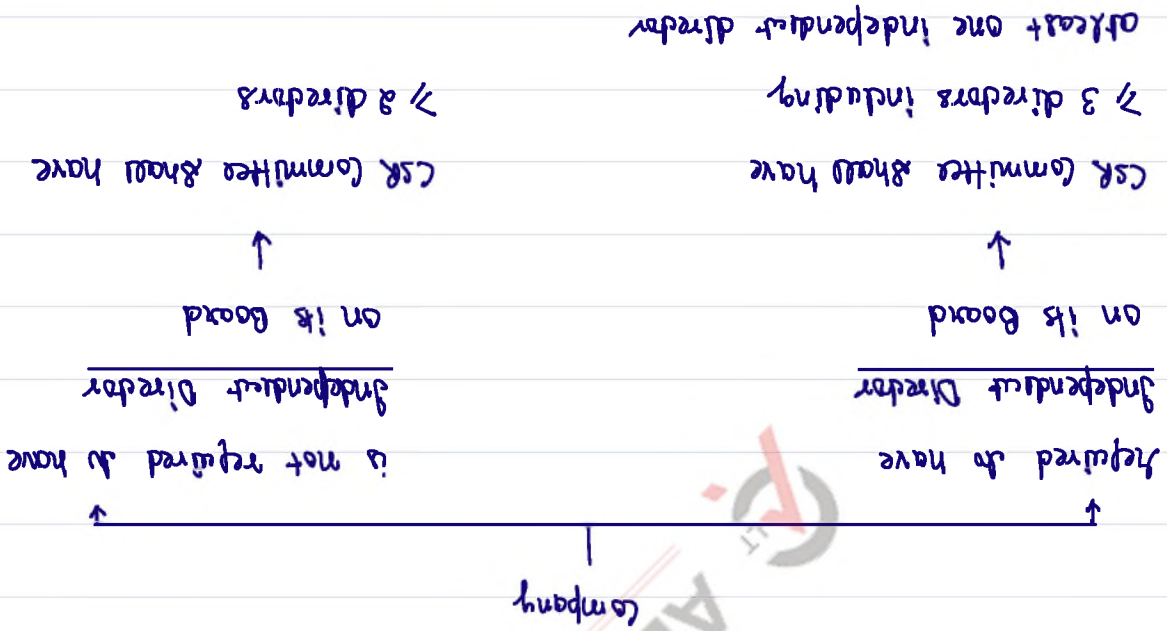 Company
Required to have
Independent Director
on its Board
CSR Committee shall have
⩾ 3 directors including
atleast one independent director
is not required to have
Independent Director
on its Board
CSR Committee shall have
⩾ 2 directors